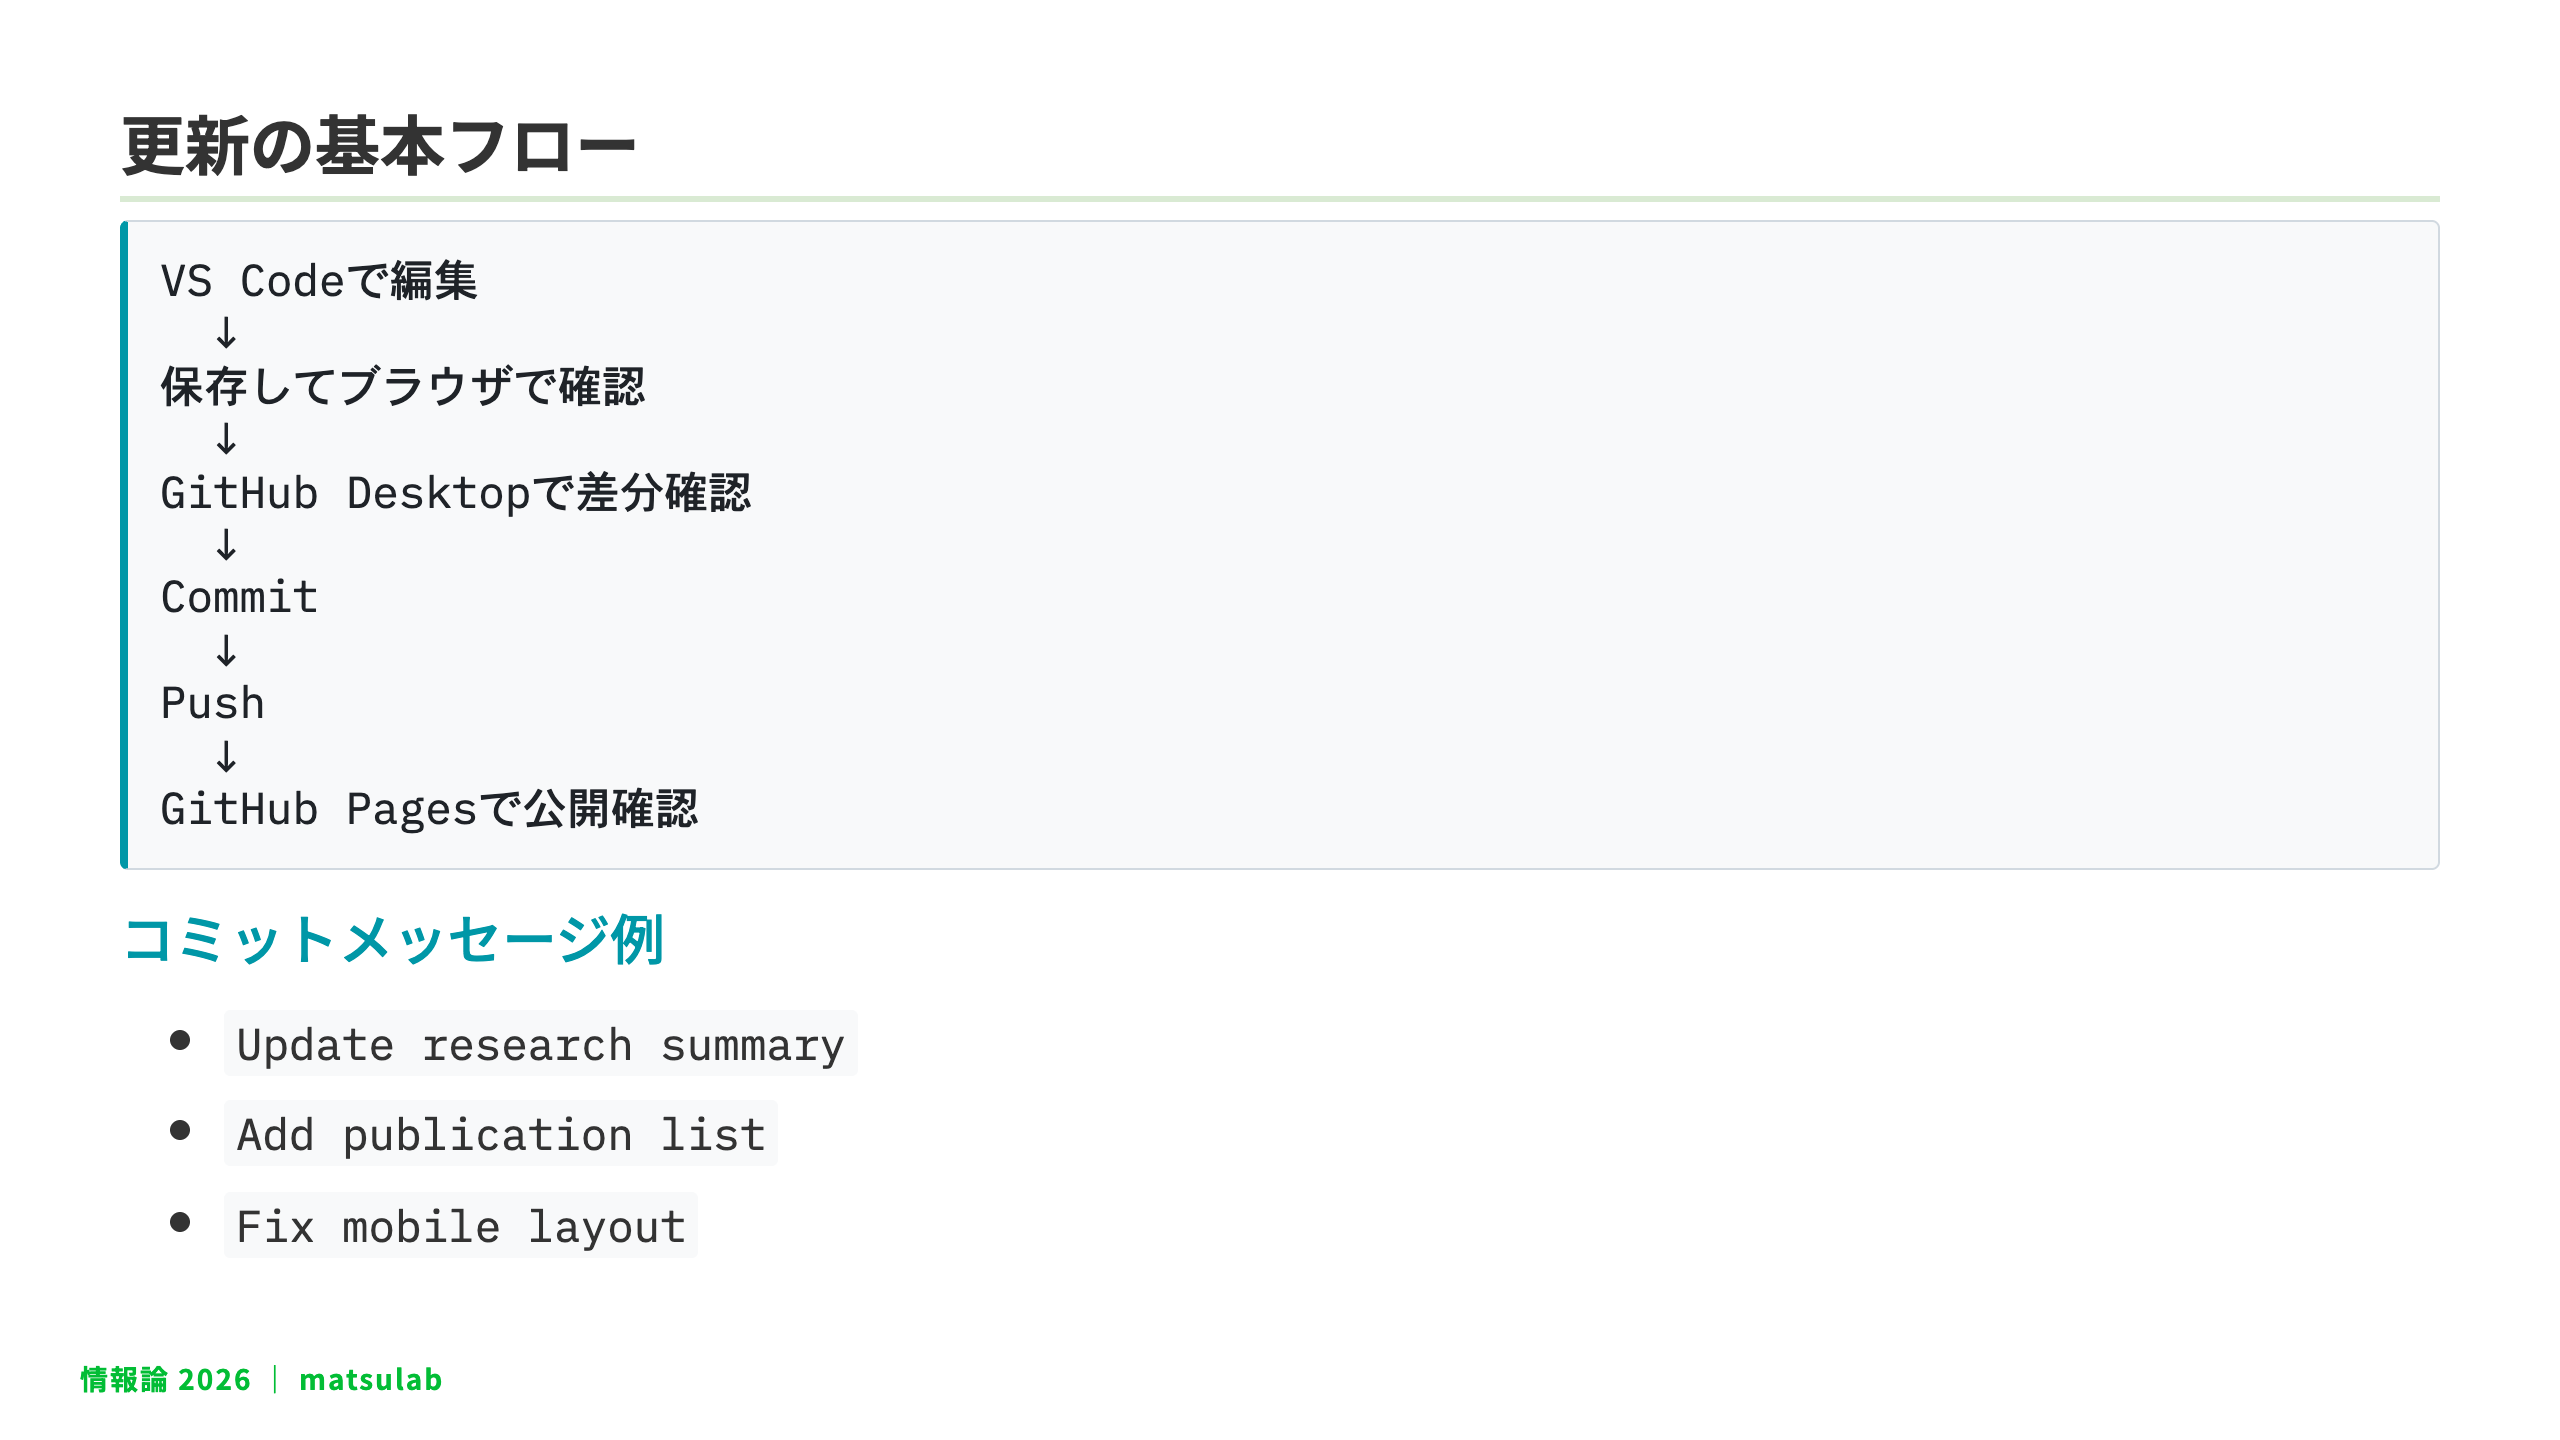 更新の基本フロー
VS Codeで編集
↓
保存してブラウザで確認
↓
GitHub Desktopで差分確認
↓
Commit
↓
Push
↓
GitHub Pagesで公開確認
コミットメッセージ例
• Update research summary
• Add publication list
• Fix mobile layout
情報論 2026 ｜ matsulab